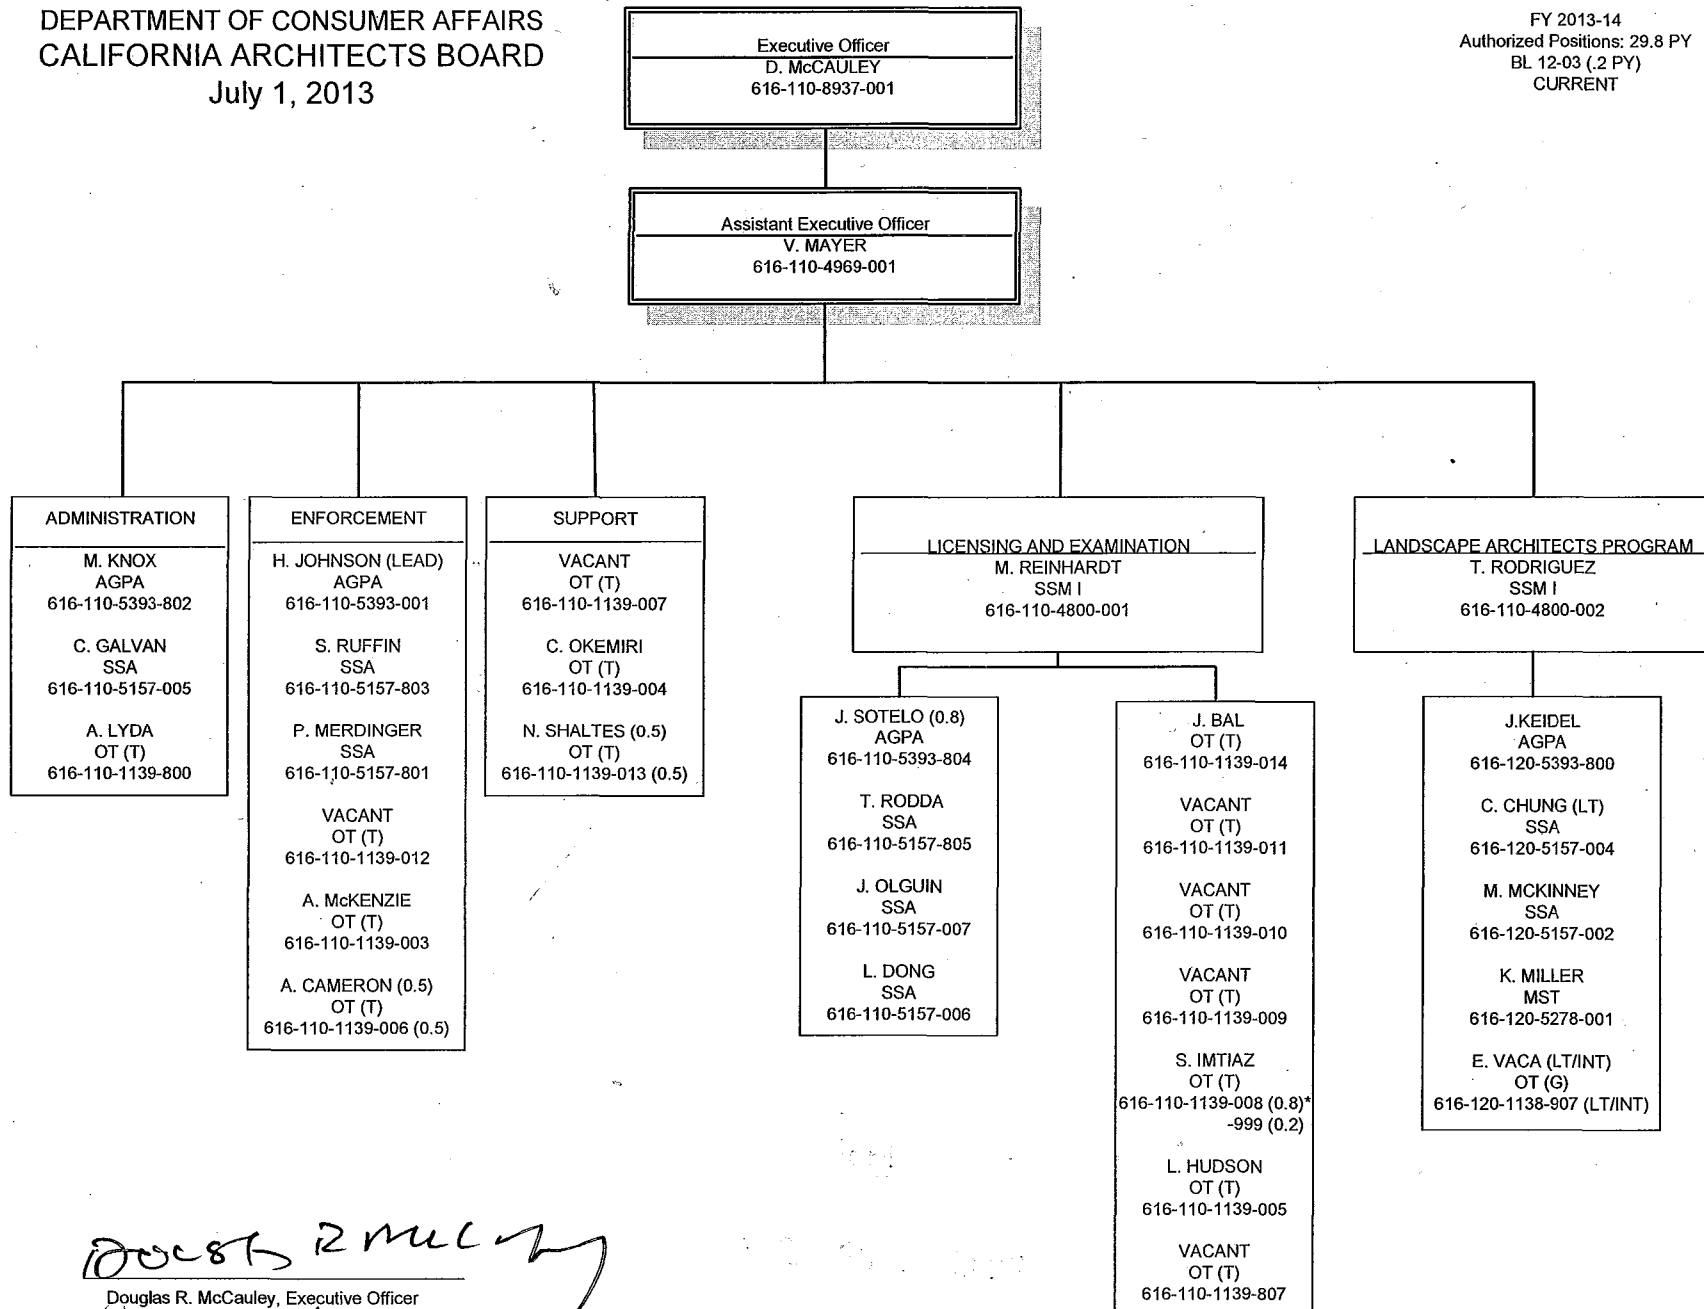 DEPARTMENT OF CONSUMER AFFAIRS
CALIFORNIA ARCHITECTS BOARD
July 1, 2013
FY 2013-14
Authorized Positions: 29.8 PY
BL 12-03 (.2 PY)
CURRENT
Executive Officer
D. McCAULEY
616-110-8937-001
Assistant Executive Officer
V. MAYER
616-110-4969-001
ADMINISTRATION
M. KNOX
AGPA
616-110-5393-802
C. GALVAN
SSA
616-110-5157-005
A. LYDA
OT (T)
616-110-1139-800
ENFORCEMENT
H. JOHNSON (LEAD)
AGPA
616-110-5393-001
S. RUFFIN
SSA
616-110-5157-803
P. MERDINGER
SSA
616-110-5157-801
VACANT
OT (T)
616-110-1139-012
A. McKENZIE
OT (T)
616-110-1139-003
A. CAMERON (0.5)
OT (T)
616-110-1139-006 (0.5)
SUPPORT
VACANT
OT (T)
616-110-1139-007
C. OKEMIRI
OT (T)
616-110-1139-004
N. SHALTES (0.5)
OT (T)
616-110-1139-013 (0.5)
LICENSING AND EXAMINATION
M. REINHARDT
SSM I
616-110-4800-001
J. SOTELO (0.8)
AGPA
616-110-5393-804
T. RODDA
SSA
616-110-5157-805
J. OLGUIN
SSA
616-110-5157-007
L. DONG
SSA
616-110-5157-006
J. BAL
OT (T)
616-110-1139-014
VACANT
OT (T)
616-110-1139-011
VACANT
OT (T)
616-110-1139-010
VACANT
OT (T)
616-110-1139-009
S. IMTIAZ
OT (T)
616-110-1139-008 (0.8)*
-999 (0.2)
L. HUDSON
OT (T)
616-110-1139-005
VACANT
OT (T)
616-110-1139-807
LANDSCAPE ARCHITECTS PROGRAM
T. RODRIGUEZ
SSM I
616-110-4800-002
J.KEIDEL
AGPA
616-120-5393-800
C. CHUNG (LT)
SSA
616-120-5157-004
M. MCKINNEY
SSA
616-120-5157-002
K. MILLER
MST
616-120-5278-001
E. VACA (LT/INT)
OT (G)
616-120-1138-907 (LT/INT)
Douglas R. McCauley, Executive Officer